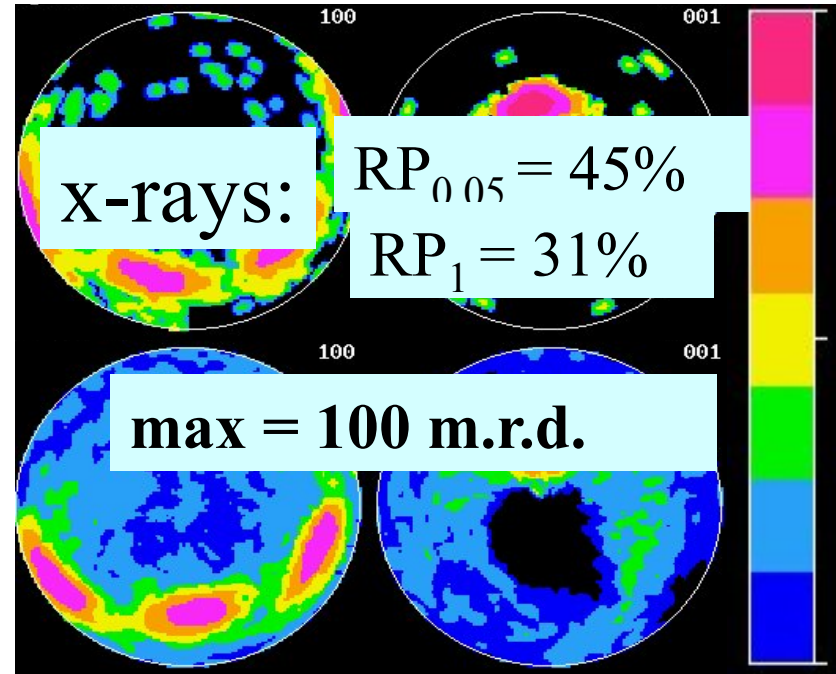 100 001
x-rays: RP0.05 = 45%
RP1 = 31%
100 001
max = 100 m.r.d.